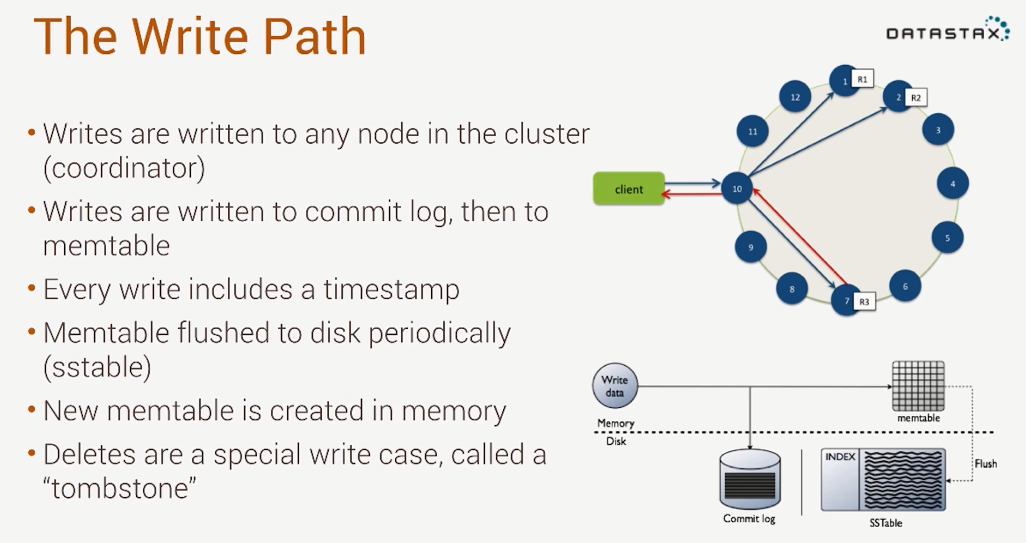 The Write Path
DATASTAX
• Writes are written to any node in the cluster
(coordinator)
• Writes are written to commit log, then to
memtable
• Every write includes a timestamp
• Memtable flushed to disk periodically
(sstable)
• New memtable is created in memory
• Deletes are a special write case, called a
“tombstone”
1 R1
2 R2
3
4
5
6
7 R3
8
9
10
11
12
client
Write
data
Memory
Disk
memtable
Flush
INDEX
Commit log
SSTable